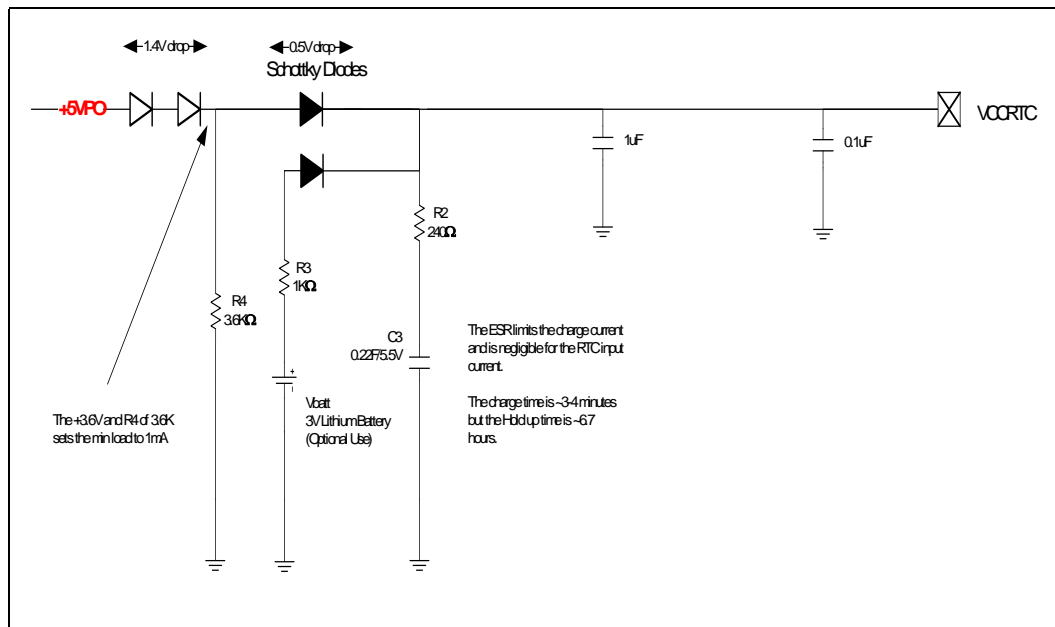 1.4V drop
0.5V drop
Schottky Diodes
+5VPO
VCCRTC
1uF
0.1uF
R2
240Ω
R3
1KΩ
R4
3.6KΩ
C3
0.22F/5.5V
The ESR limits the charge current
and is negligible for the RTC input
current.
The charge time is ~3-4 minutes
but the Hold up time is ~6.7
hours.
+
-
Vbatt
3V Lithium Battery
(Optional Use)
The +3.6V and R4 of 3.6K
sets the min load to 1mA